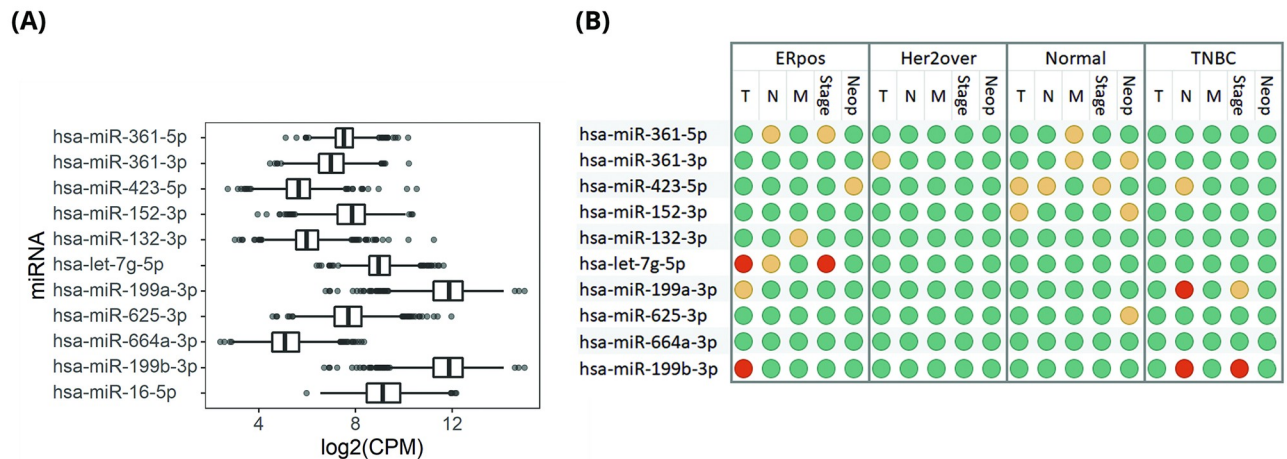 (A)
hsa-miR-361-5p
hsa-miR-361-3p
hsa-miR-423-5p
hsa-miR-152-3p
hsa-miR-132-3p
hsa-let-7g-5p
hsa-miR-199a-3p
hsa-miR-625-3p
hsa-miR-664a-3p
hsa-miR-199b-3p
hsa-miR-16-5p
miRNA
4 8 12
log2(CPM)
(B)
ERpos Her2over Normal TNBC
T N M Stage Neop T N M Stage Neop T N M Stage Neop T N M Stage Neop
hsa-miR-361-5p
hsa-miR-361-3p
hsa-miR-423-5p
hsa-miR-152-3p
hsa-miR-132-3p
hsa-let-7g-5p
hsa-miR-199a-3p
hsa-miR-625-3p
hsa-miR-664a-3p
hsa-miR-199b-3p